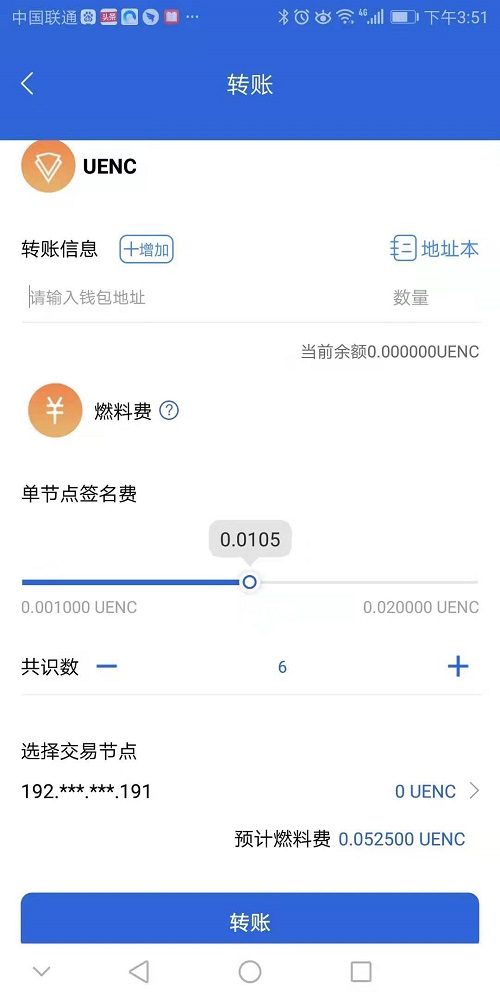 中国联通 头条 ... 4G 下午3:51
转账
UENC
转账信息 十增加 地址本
请输入钱包地址 数量
当前余额0.000000UENC
¥ 燃料费 ?
单节点签名费
0.0105
0.001000 UENC 0.020000 UENC
共识数 — 6 +
选择交易节点
192.***.***.191 0 UENC >
预计燃料费 0.052500 UENC
转账